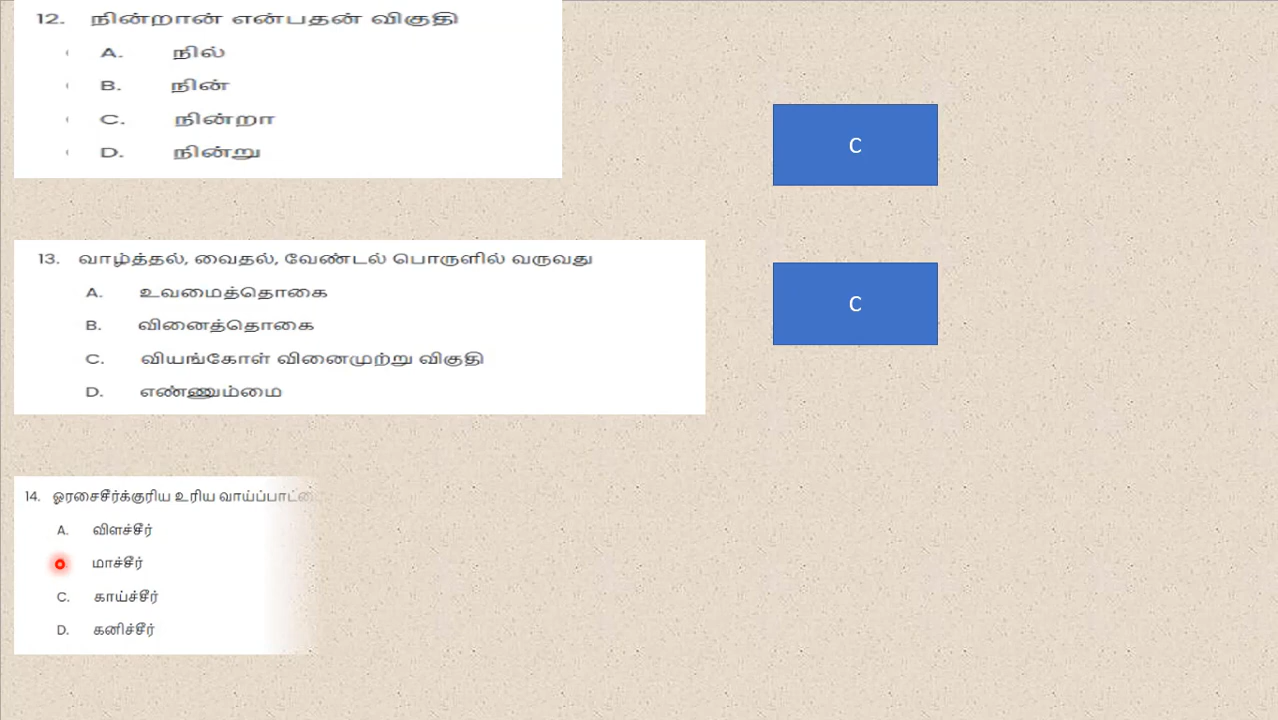 12. நின்றான் என்பதன் விகுதி
A. நில்
B. நின்
C. நின்றா
D. நின்று
C
13. வாழ்த்தல், வைதல், வேண்டல் பொருளில் வருவது
A. உவமைத்தொகை
B. வினைத்தொகை
C. வியங்கோள் வினைமுற்று விகுதி
D. எண்ணும்மை
C
14. ஓரசைசீர்க்குரிய உரிய
A. விளச்சீர்
மாச்சீர்
C. காய்ச்சீர்
D. கனிச்சீர்